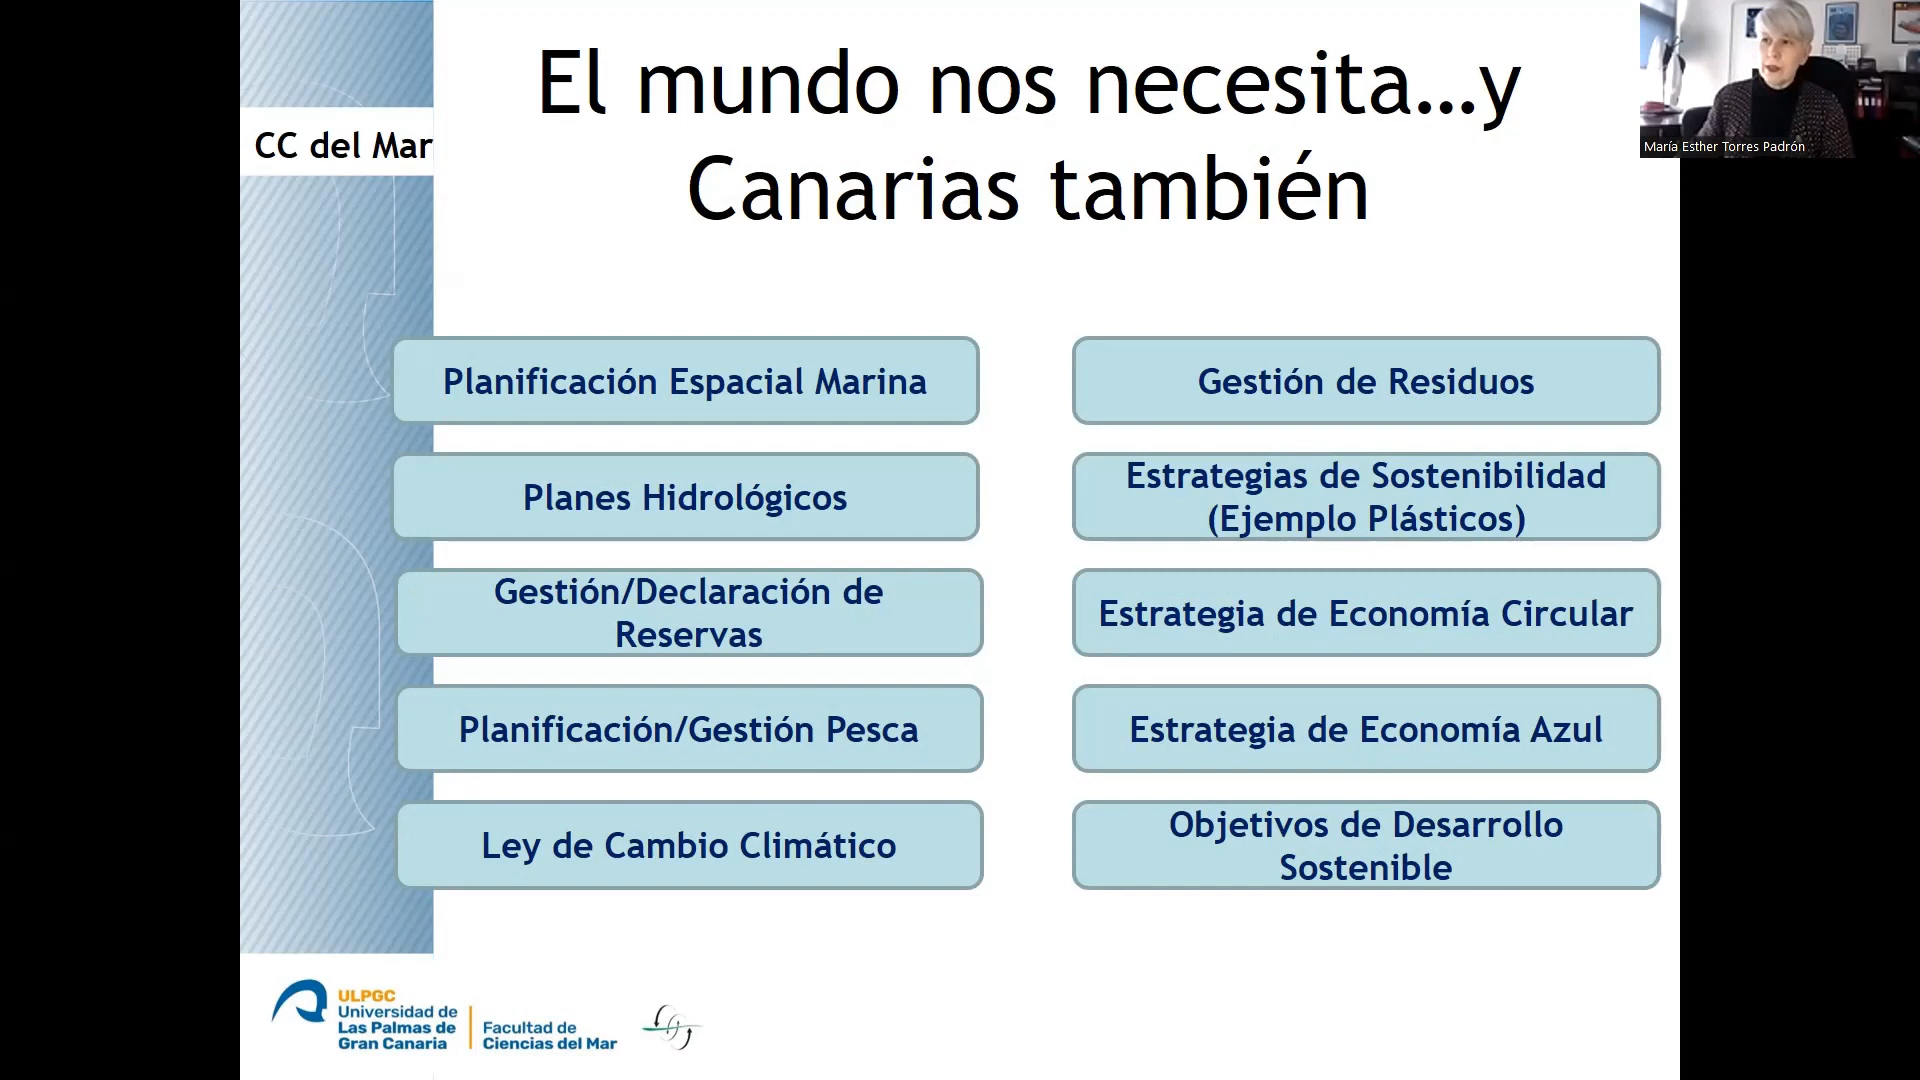 El mundo nos necesita...y
Canarias también
CC del Mar
María Esther Torres Padrón
Planificación Espacial Marina
Planes Hidrológicos
Gestión/Declaración de
Reservas
Planificación/Gestión Pesca
Ley de Cambio Climático
Gestión de Residuos
Estrategias de Sostenibilidad
(Ejemplo Plásticos)
Estrategia de Economía Circular
Estrategia de Economía Azul
Objetivos de Desarrollo
Sostenible
ULPGC
Universidad de
Las Palmas de
Gran Canaria
Facultad de
Ciencias del Mar